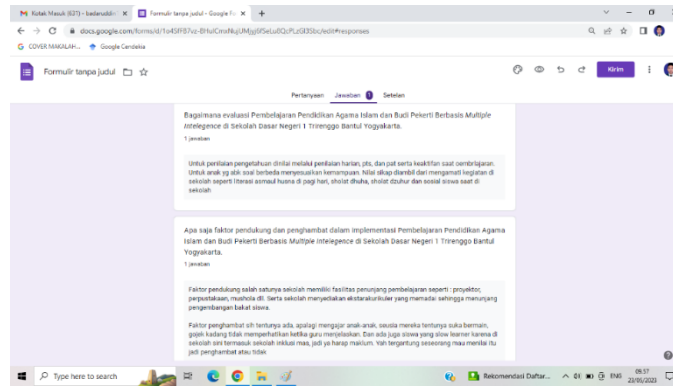 Kotak Masuk (631) - badaruddin
Formulir tanpa judul - Google Fo
docs.google.com/forms/d/
G COVER MAKALAH...
Google Cendekia
Formulir tanpa judul
Kirim
Pertanyaan Jawaban 1 Setelan
Bagaimana evaluasi Pembelajaran Pendidikan Agama Islam dan Budi Pekerti Berbasis Multiple
Intelegence di Sekolah Dasar Negeri 1 Trirenggo Bantul Yogyakarta.
1 jawaban
Untuk penilaian pengetahuan dinilai melalui penilaian harian, pts, dan pat serta keaktifan saat pembrlajaran.
Untuk anak yg abk soal berbeda menyesuaikan kemampuan. Nilai sikap diambil dari mengamati kegiatan di
sekolah seperti literasi asmaul husna di pagi hari, sholat dhuha, sholat dzuhur dan sosial siswa saat di
sekolah
Apa saja faktor pendukung dan penghambat dalam implementasi Pembelajaran Pendidikan Agama
Islam dan Budi Pekerti Berbasis Multiple Intelegence di Sekolah Dasar Negeri 1 Trirenggo Bantul
Yogyakarta.
1 jawaban
Faktor pendukung salah satunya sekolah memiliki fasilitas penunjang pembelajaran seperti : proyektor,
perpustakaan, mushola dll. Serta sekolah menyediakan ekstarakurikuler yang memadai sehingga menunjang
pengembangan bakat siswa.
Faktor penghambat sih tentunya ada, apalagi mengajar anak-anak, seusia mereka tentunya suka bermain,
gojek kadang tidak memperhatikan ketika guru menjelaskan. Dan ada juga siswa yang slow learner karena di
sekolah sini termasuk sekolah inklusi mas, jadi ya harap maklum. Yah tergantung seseorang mau menilai itu
jadi penghambat atau tidak
Type here to search
Rekomendasi Daftar...
ENG
09.57
23/05/2023